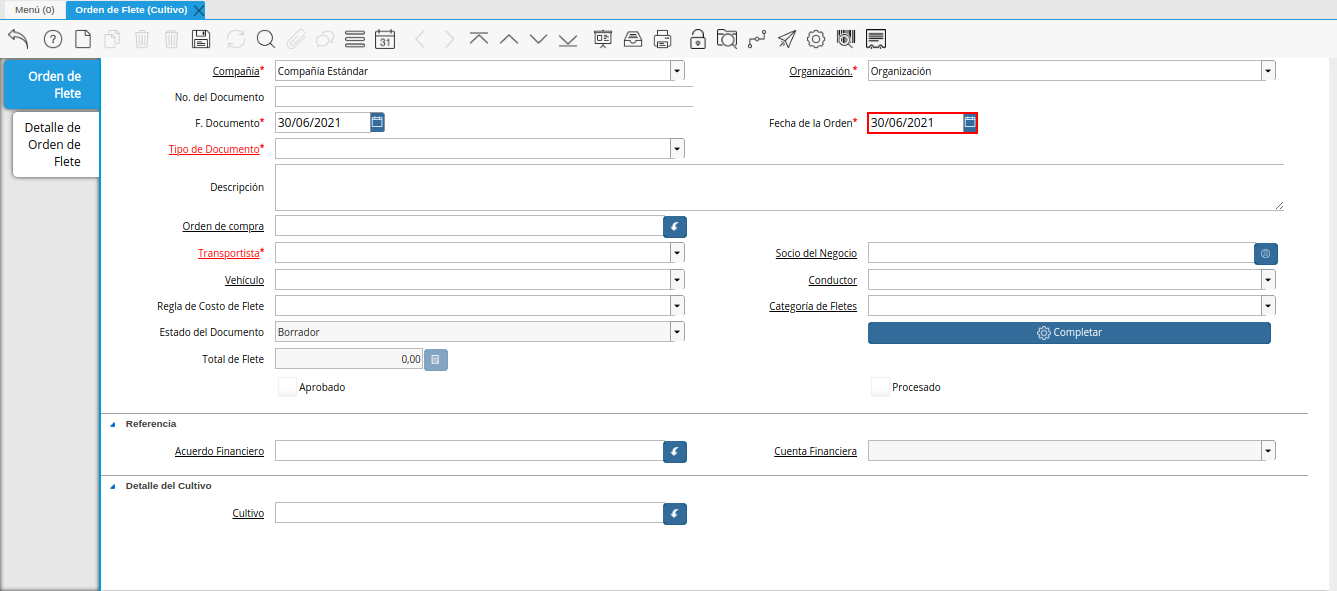 Menú (0)
Orden de Flete (Cultivo)
31
Orden de
Flete
Detalle de
Orden de
Flete
Compañía* Compañía Estándar
Organización.* Organización
No. del Documento
F. Documento* 30/06/2021
Fecha de la Orden* 30/06/2021
Tipo de Documento*
Descripción
Orden de compra
Transportista*
Socio del Negocio
Vehículo
Conductor
Regla de Costo de Flete
Categoría de Fletes
Estado del Documento Borrador
Completar
Total de Flete 0,00
Aprobado
Procesado
Referencia
Acuerdo Financiero
Cuenta Financiera
Detalle del Cultivo
Cultivo